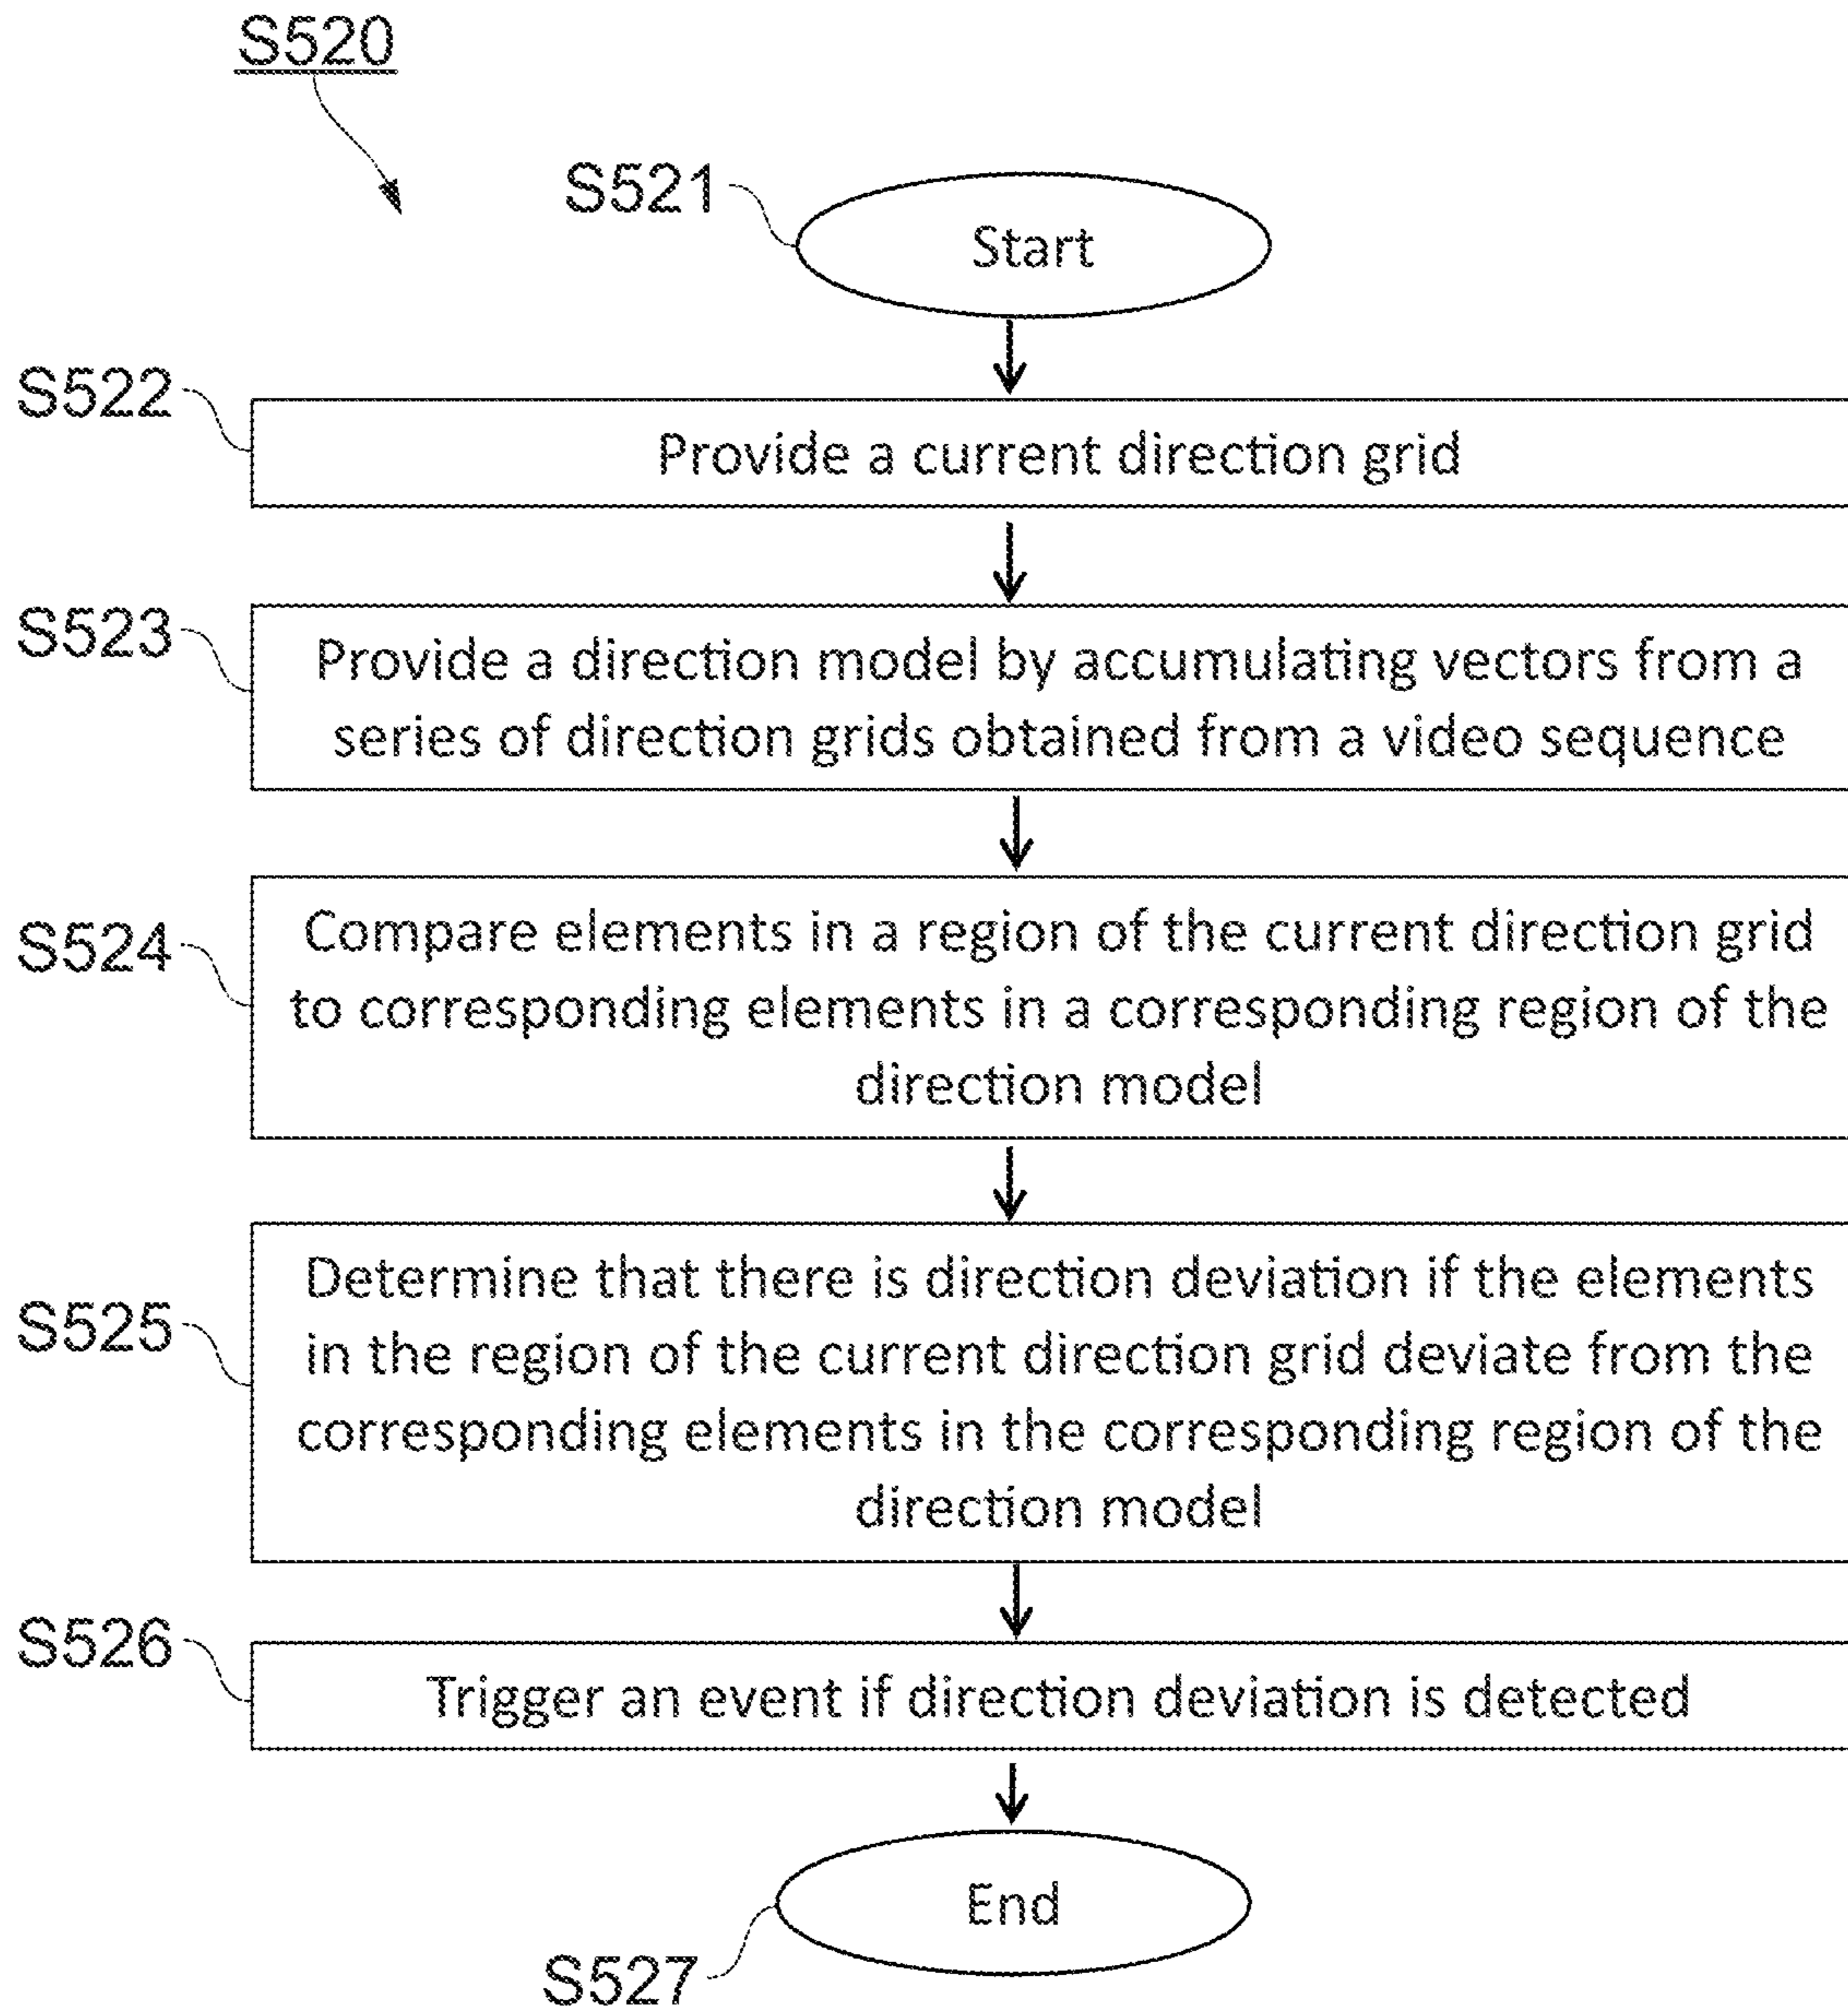 S520
S521
Start
S522
Provide a current direction grid
S523
Provide a direction model by accumulating vectors from a
series of direction grids obtained from a video sequence
S524
Compare elements in a region of the current direction grid
to corresponding elements in a corresponding region of the
direction model
S525
Determine that there is direction deviation if the elements
in the region of the current direction grid deviate from the
corresponding elements in the corresponding region of the
direction model
S526
Trigger an event if direction deviation is detected
End
S527